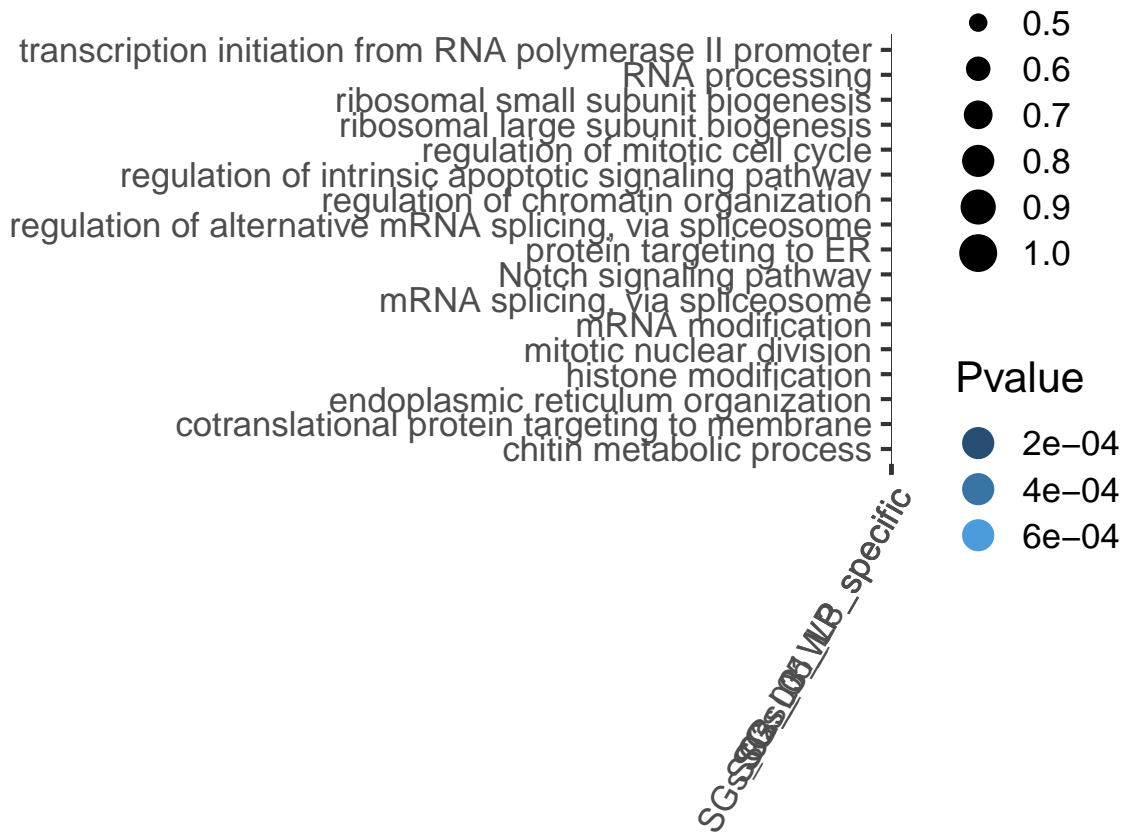 transcription initiation from RNA polymerase II promoter
RNA processing
ribosomal small subunit biogenesis
ribosomal large subunit biogenesis
regulation of mitotic cell cycle
regulation of intrinsic apoptotic signaling pathway
regulation of chromatin organization
regulation of alternative mRNA splicing, via spliceosome
protein targeting to ER
Notch signaling pathway
mRNA splicing, via spliceosome
mRNA modification
mitotic nuclear division
histone modification
endoplasmic reticulum organization
cotranslational protein targeting to membrane
chitin metabolic process
0.5
0.6
0.7
0.8
0.9
1.0
Pvalue
2e−04
4e−04
6e−04